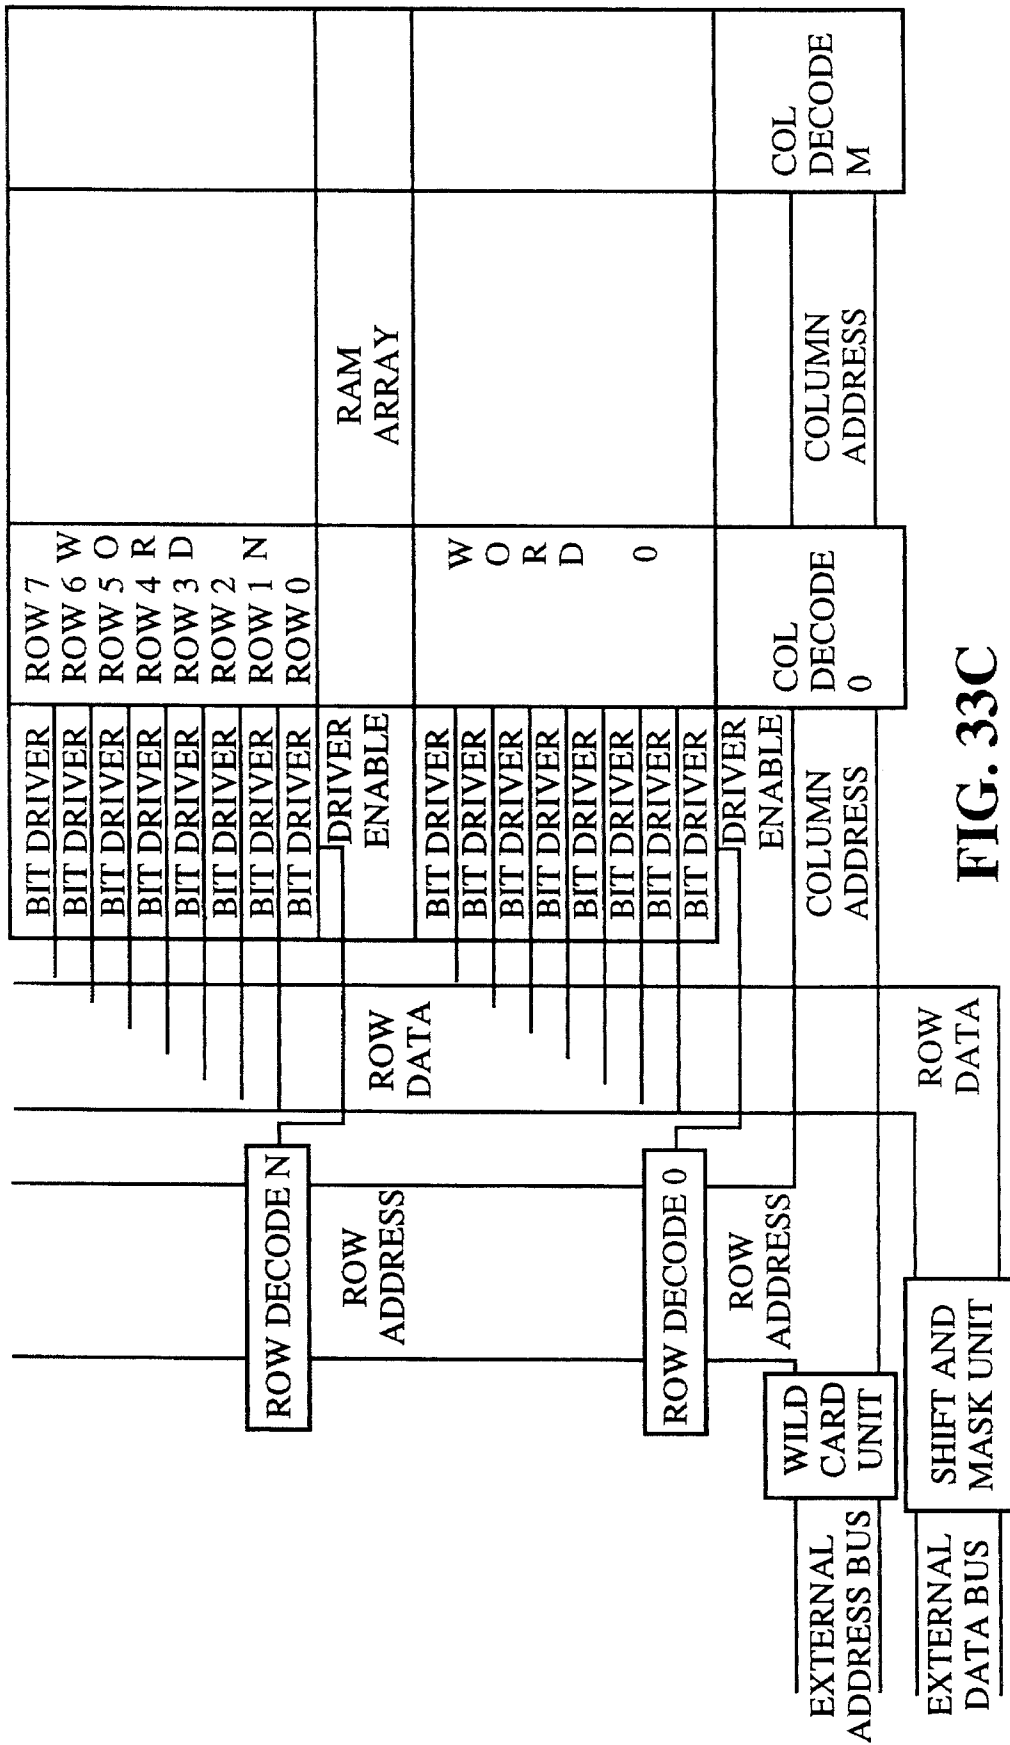 BIT DRIVER
BIT DRIVER
BIT DRIVER
BIT DRIVER
BIT DRIVER
BIT DRIVER
BIT DRIVER
BIT DRIVER
ROW 7
ROW 6
ROW 5
ROW 4
ROW 3
ROW 2
ROW 1
ROW 0
W
O
R
D
N
DRIVER
ENABLE
RAM
ARRAY
ROW DECODE N
ROW
DATA
ROW
ADDRESS
BIT DRIVER
BIT DRIVER
BIT DRIVER
BIT DRIVER
BIT DRIVER
BIT DRIVER
BIT DRIVER
BIT DRIVER
W
O
R
D
0
DRIVER
ENABLE
ROW DECODE 0
ROW
ADDRESS
COL
DECODE
0
COL
DECODE
M
COLUMN
ADDRESS
COLUMN
ADDRESS
WILD
CARD
UNIT
EXTERNAL
ADDRESS BUS
ROW
DATA
SHIFT AND
MASK UNIT
EXTERNAL
DATA BUS
FIG. 33C